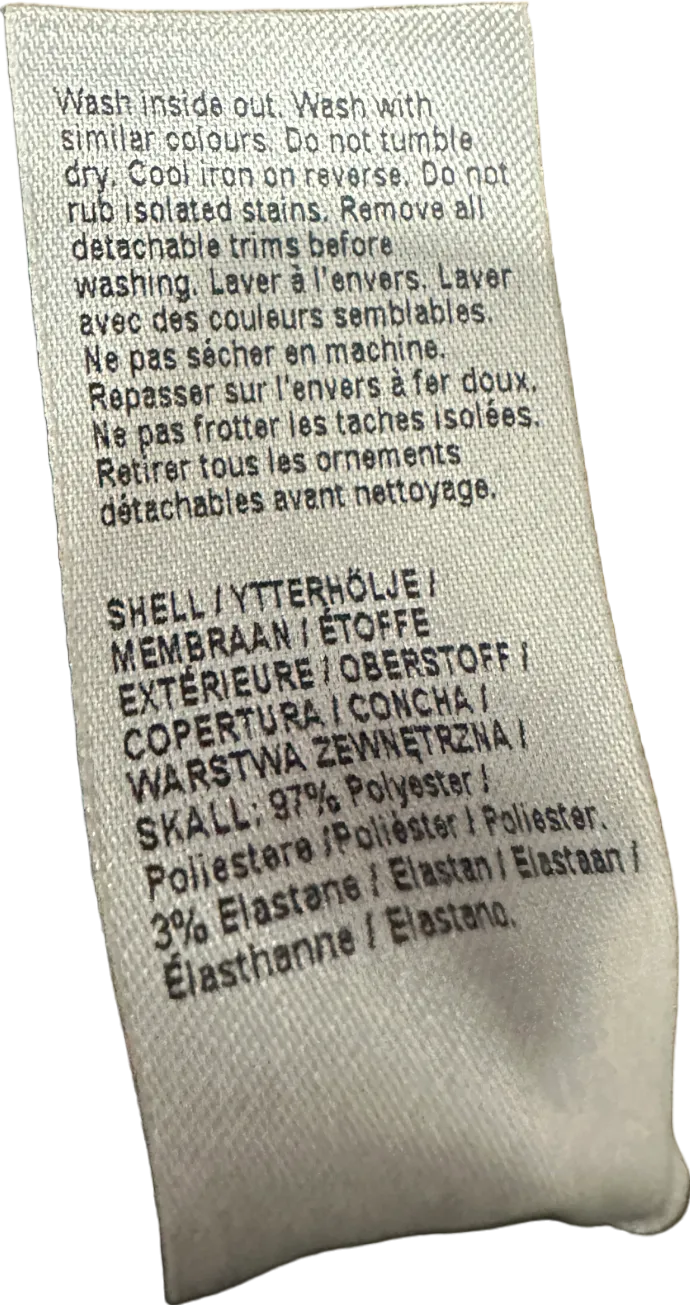 Wash inside out. Wash with
similar colours. Do not tumble
dry. Cool iron on reverse. Do not
rub isolated stains. Remove all
detachable trims before
washing. Laver à l'envers. Laver
avec des couleurs semblables.
Ne pas sécher en machine.
Repasser sur l'envers à fer doux.
Ne pas frotter les taches isolées.
Retirer tous les ornements
détachables avant nettoyage.
SHELL / YTTERHÖLJE /
MEMBRAAN / ÉTOFFE
EXTÉRIEURE / OBERSTOFF /
COPERTURA / CONCHA /
WARSTWA ZEWNĘTRZNA /
SKALL: 97% Polyester /
Poliestere / Poliéster / Poliester.
3% Elastane / Elastan / Elastaan /
Élasthanne / Elastano.